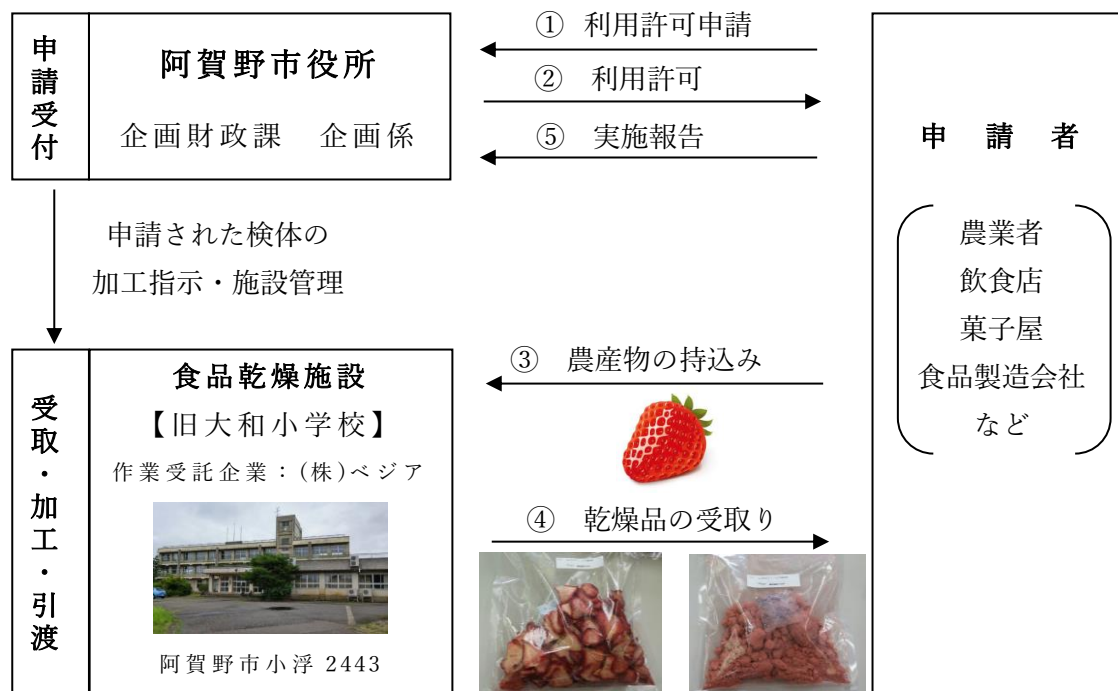 申請受付
阿賀野市役所
企画財政課　企画係
① 利用許可申請
② 利用許可
⑤ 実施報告
申請者
農業者
飲食店
菓子屋
食品製造会社
など
申請された検体の
加工指示・施設管理
受取・加工・引渡
食品乾燥施設
【旧大和小学校】
作業受託企業：(株)ベジア
阿賀野市小浮 2443
③ 農産物の持込み
④ 乾燥品の受取り